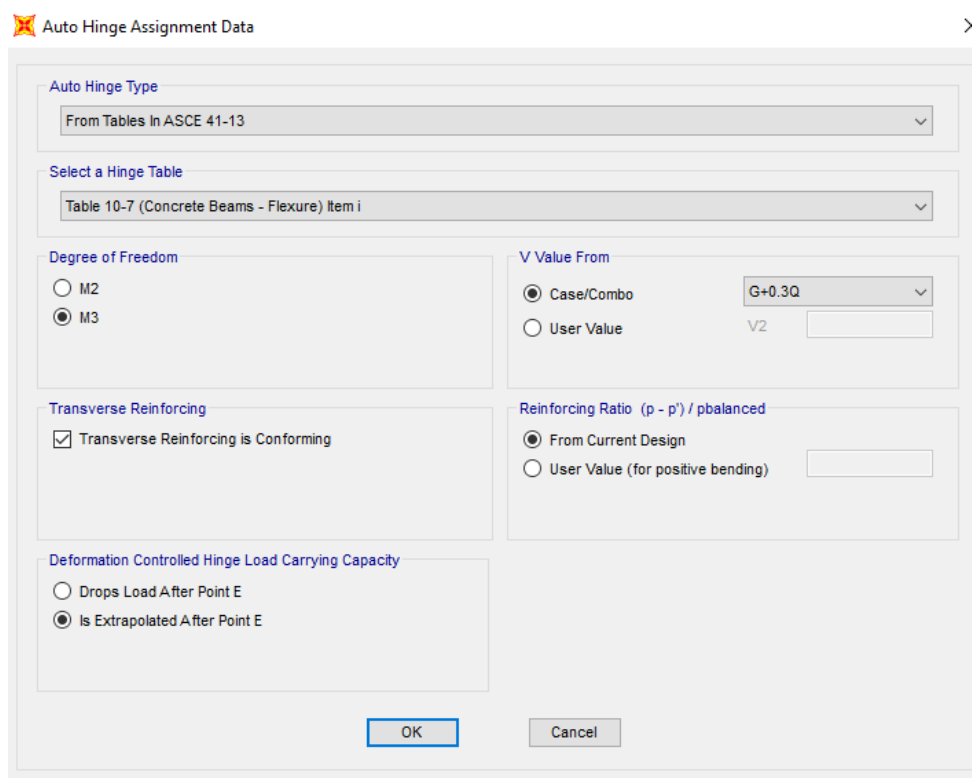 Auto Hinge Assignment Data
Auto Hinge Type
From Tables In ASCE 41-13
Select a Hinge Table
Table 10-7 (Concrete Beams - Flexure) Item i
Degree of Freedom
M2
M3
V Value From
Case/Combo G+0.3Q
User Value V2
Transverse Reinforcing
Transverse Reinforcing is Conforming
Reinforcing Ratio (p - p') / pbalanced
From Current Design
User Value (for positive bending)
Deformation Controlled Hinge Load Carrying Capacity
Drops Load After Point E
Is Extrapolated After Point E
OK Cancel